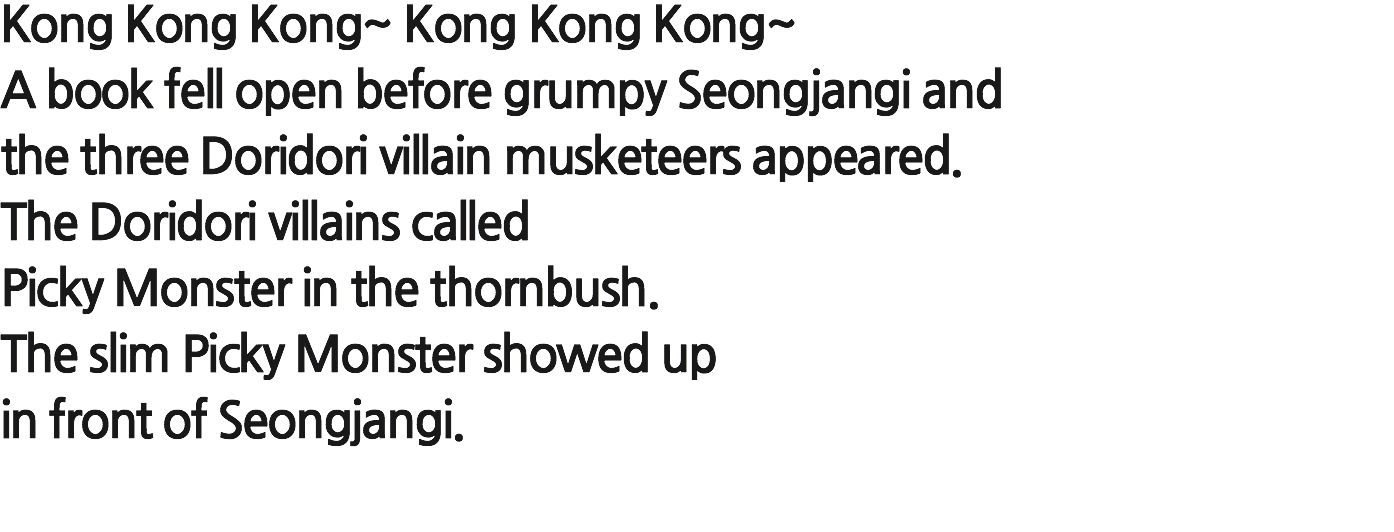 Kong Kong Kong~ Kong Kong Kong~
A book fell open before grumpy Seongjangi and
the three Doridori villain musketeers appeared.
The Doridori villains called
Picky Monster in the thornbush.
The slim Picky Monster showed up
in front of Seongjangi.